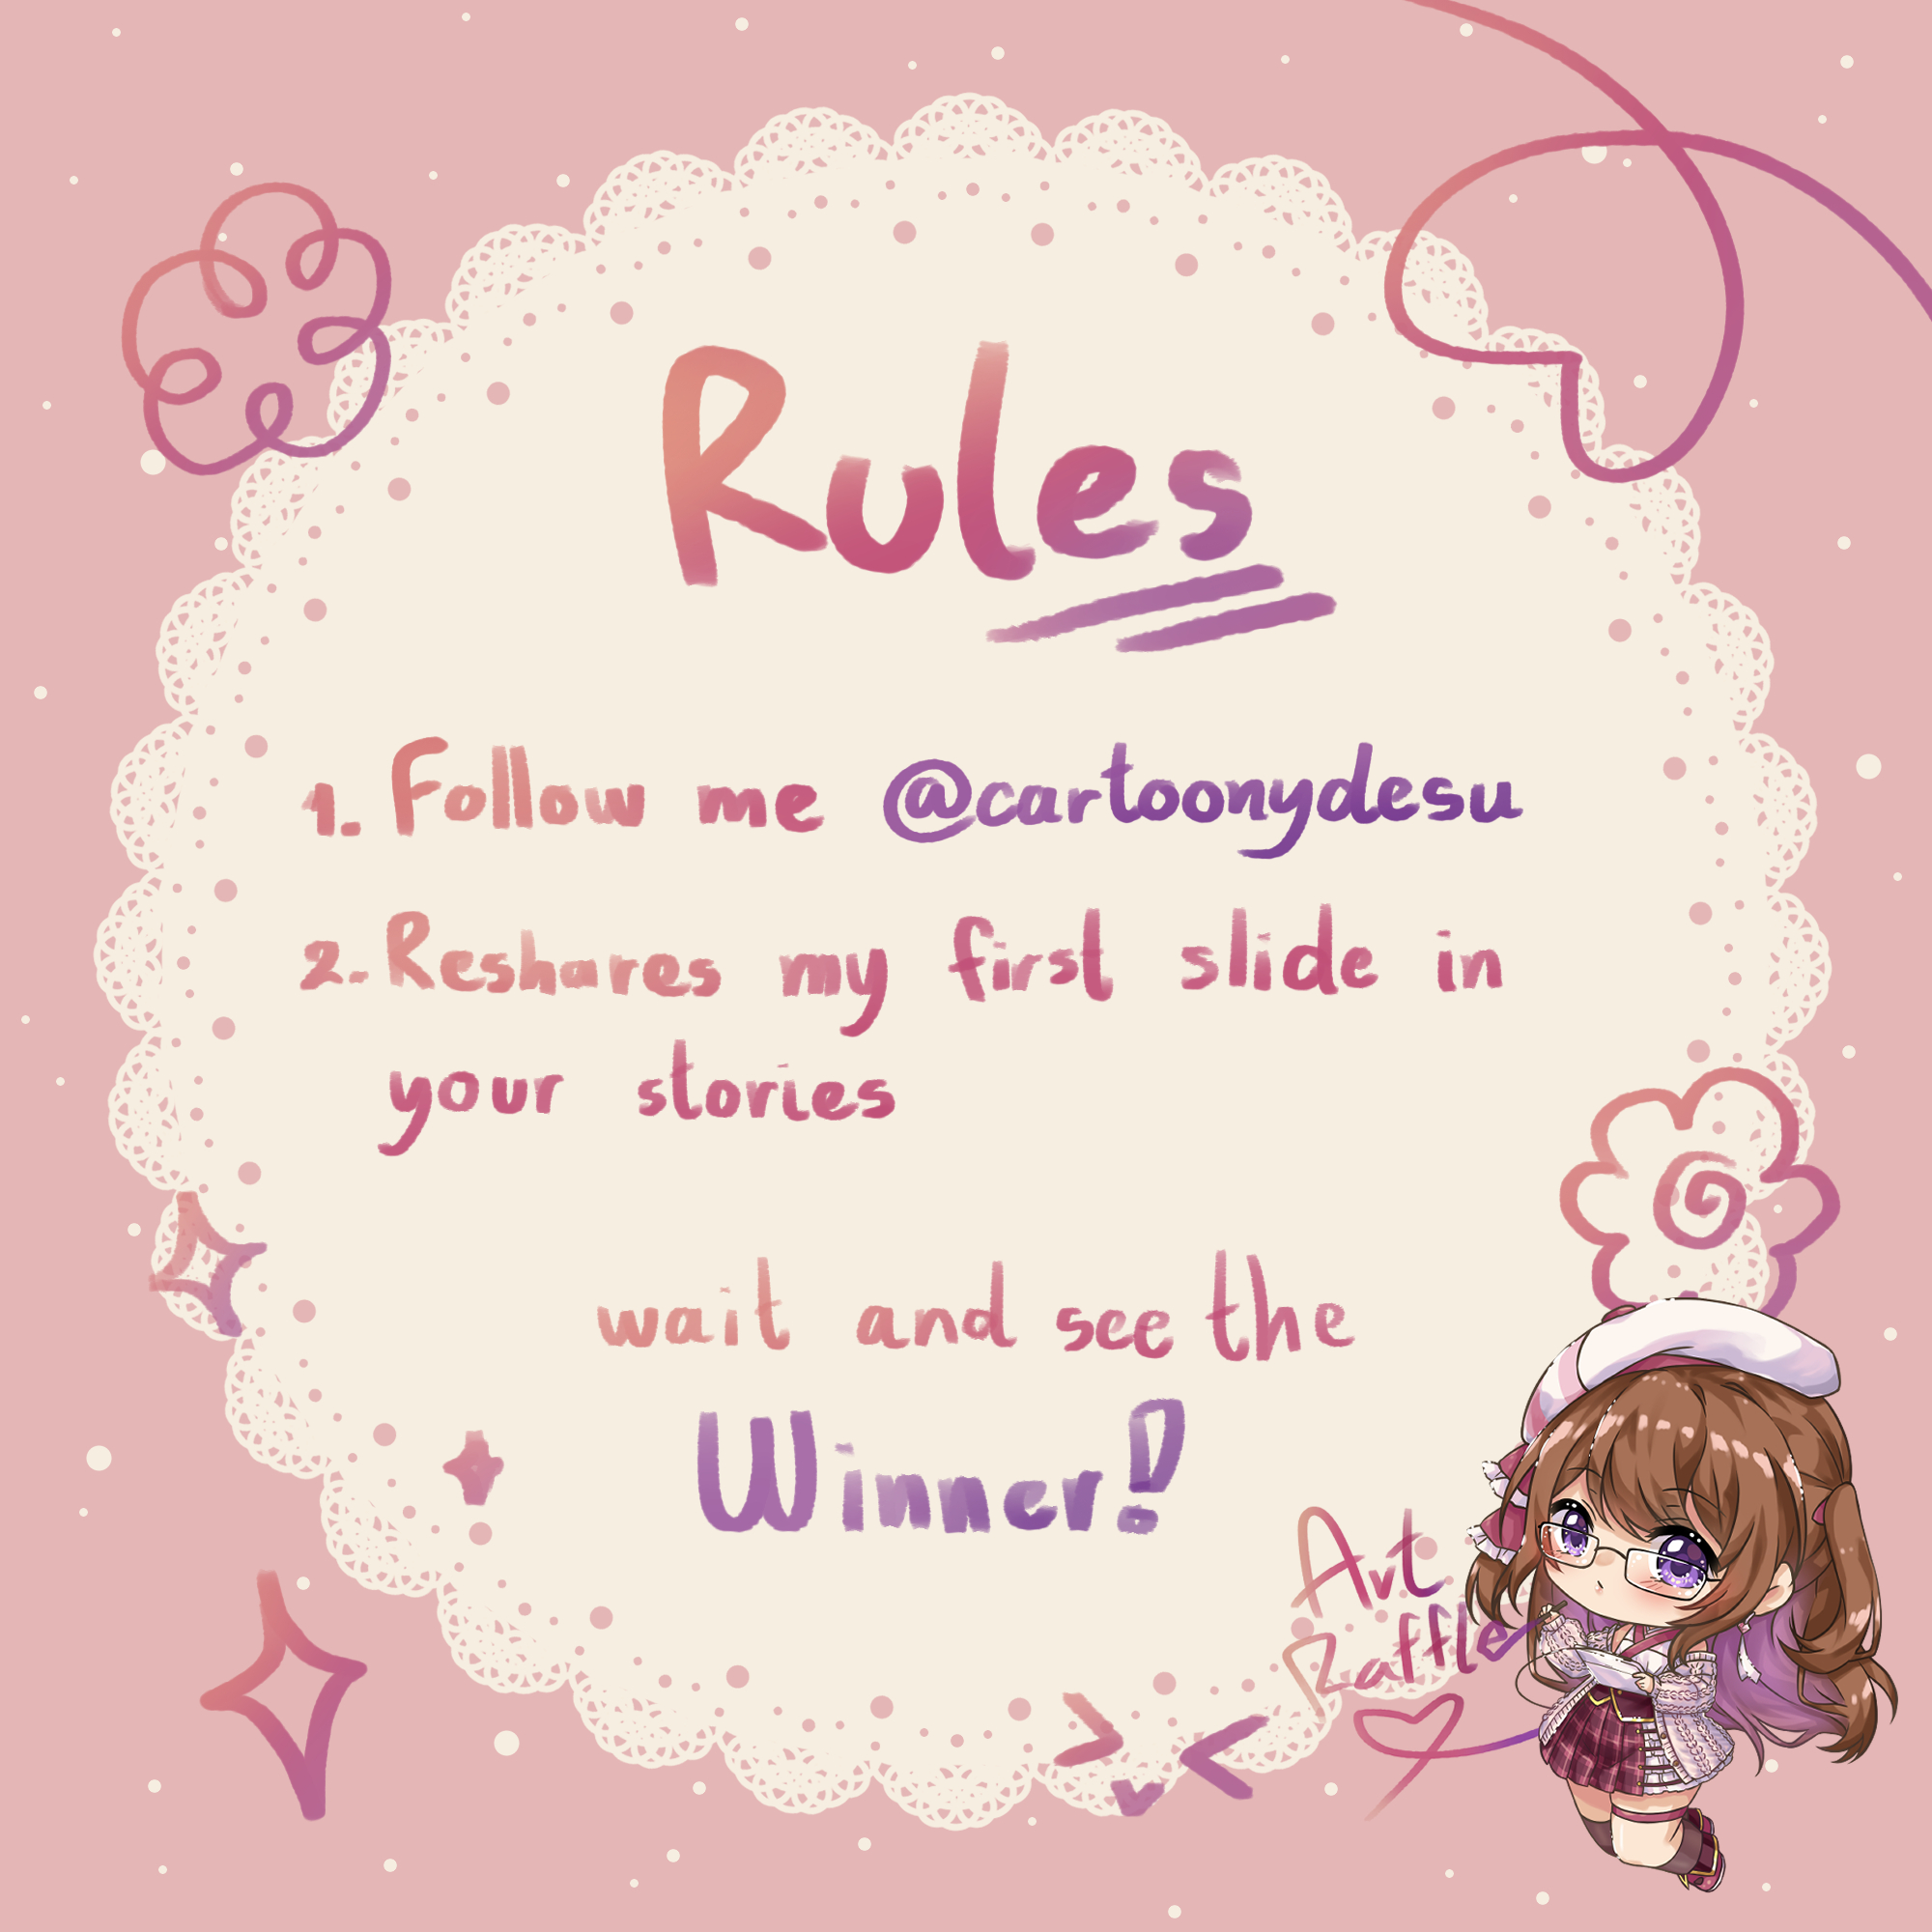 Rules
1. Follow me @cartoonydesu
2. Reshares my first slide in
your stories
wait and see the
Winner!
Art
Raffle